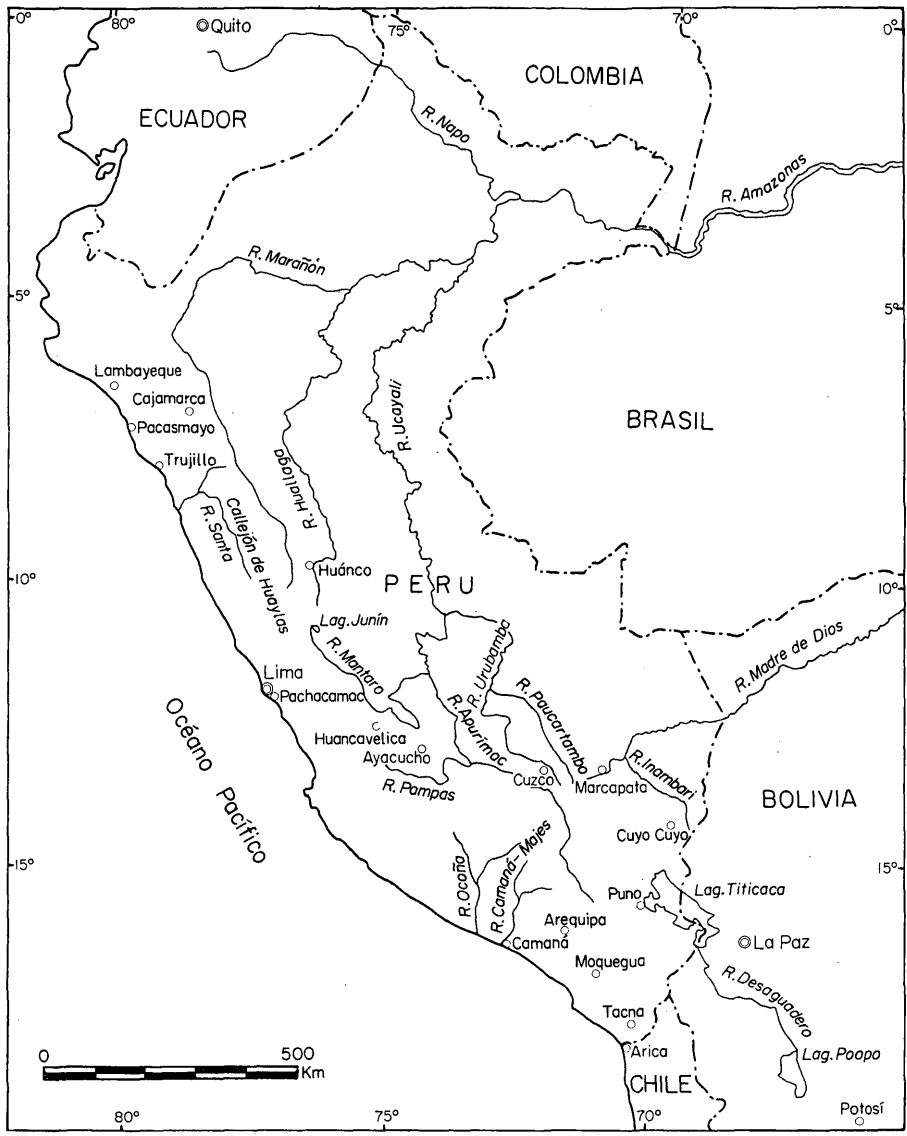 0°
80°
75°
70°
0°
Quito
COLOMBIA
ECUADOR
R. Napo
R. Amazonas
R. Marañón
5°
5°
Lambayeque
Cajamarca
Pacasmayo
Trujillo
R. Ucayali
BRASIL
R. Huallaga
R. Santa
Callejón de Huaylas
Huánco
PERU
10°
10°
Lag. Junín
R. Mantaro
R. Urubamba
R. Madre de Dios
Lima
Pachacamac
R. Paucartambo
R. Apurímac
Huancavelica
Ayacucho
Océano Pacífico
R. Pampas
Cuzco
Marcapata
R. Inambari
BOLIVIA
Cuyo Cuyo
15°
15°
R. Ocoña
R. Camaná-Majes
Puno
Lag. Titicaca
Arequipa
Camaná
La Paz
Moquegua
R. Desaguadero
Tacna
Arica
Lag. Poopo
0
500
Km
CHILE
Potosí
80°
75°
70°